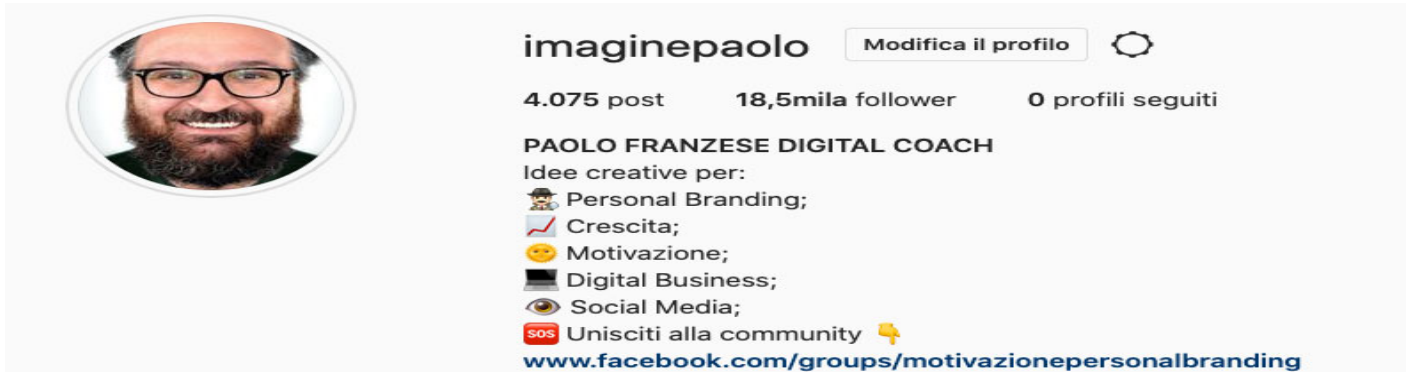 imaginepaolo Modifica il profilo
4.075 post 18,5mila follower 0 profili seguiti
PAOLO FRANZESE DIGITAL COACH
Idee creative per:
🕵🏻‍♂️ Personal Branding;
📈 Crescita;
🌝 Motivazione;
💻 Digital Business;
👁️ Social Media;
🆘 Unisciti alla community 👇
www.facebook.com/groups/motivazionepersonalbranding